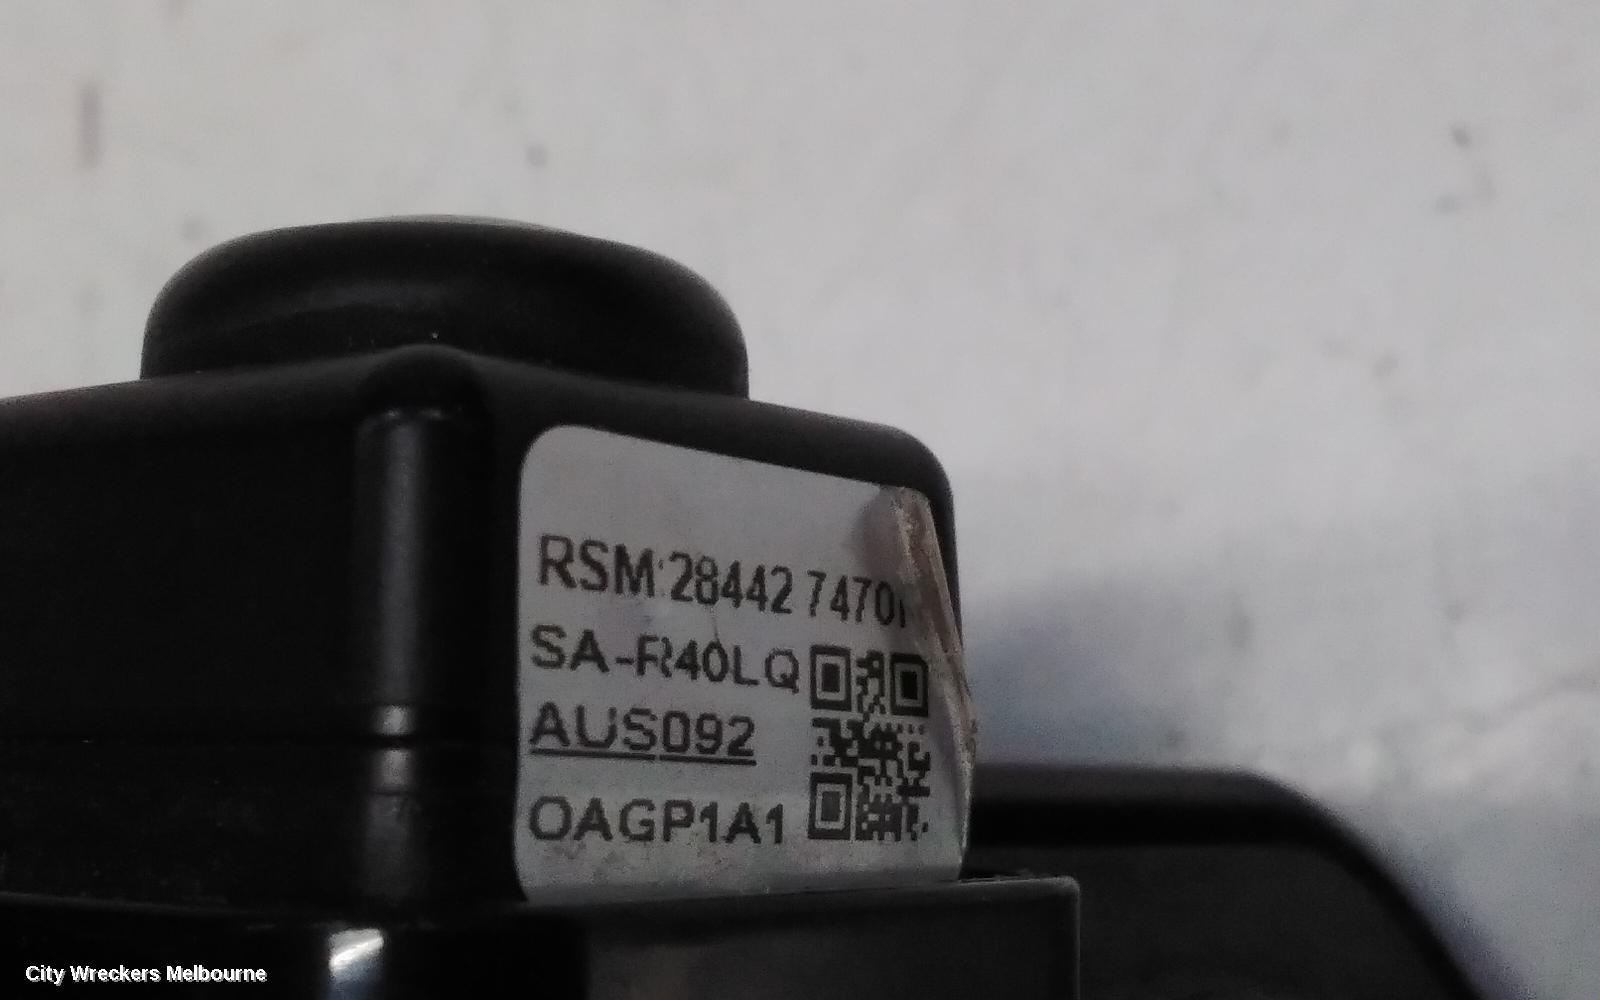 RSM:28442 7470
SA-R40LQ
AUS092
OAGP1A1
City Wreckers Melbourne